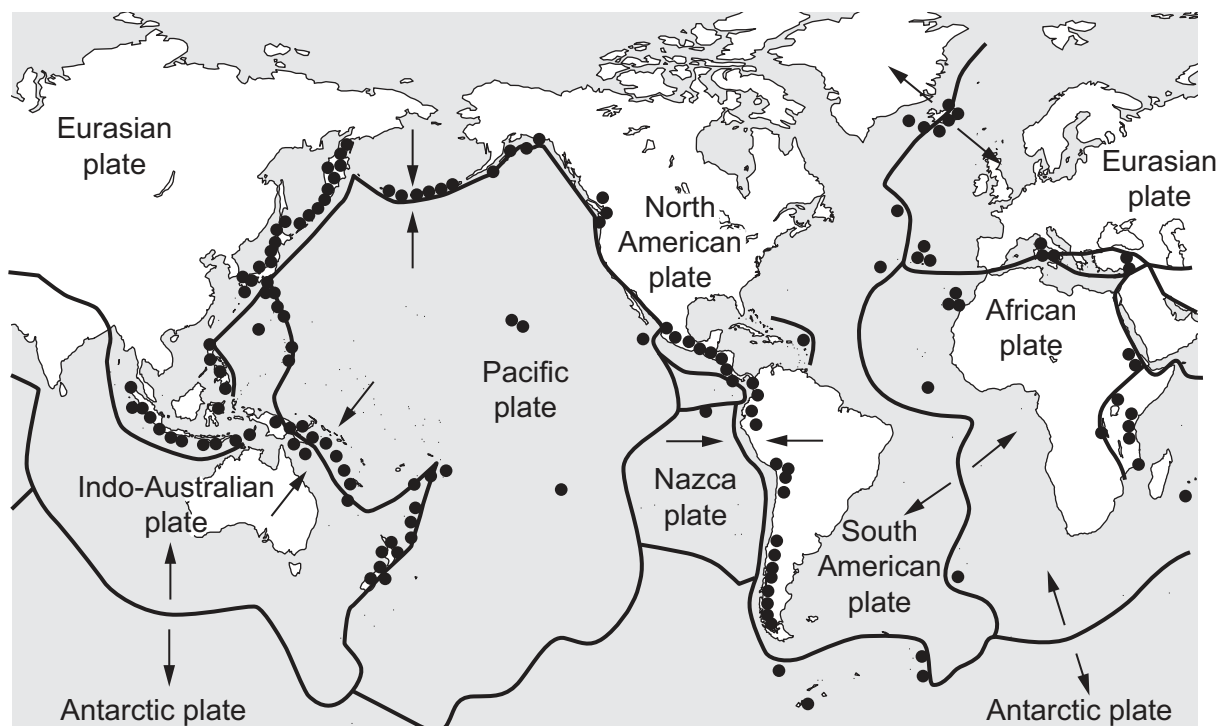 Eurasian
plate
Eurasian
plate
North
American
plate
African
plate
Pacific
plate
Indo-Australian
plate
Nazca
plate
South
American
plate
Antarctic plate
Antarctic plate